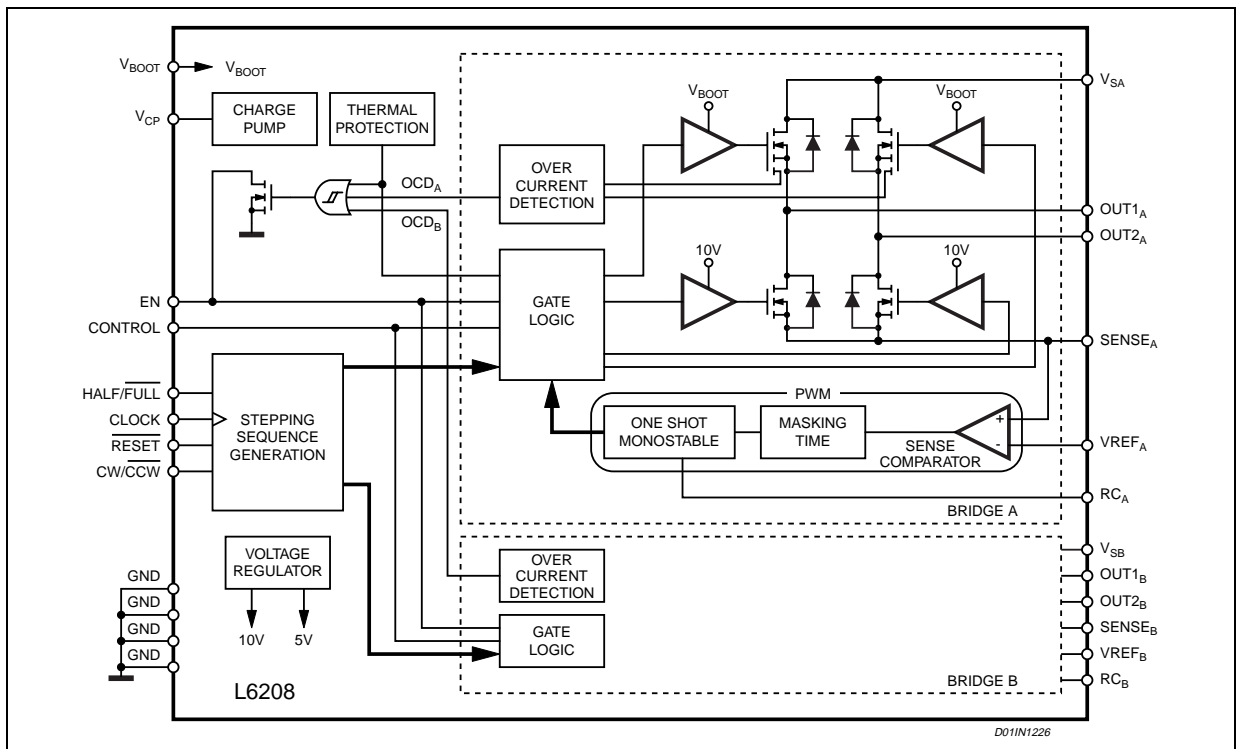 VBOOT
VBOOT
VCP
CHARGE
PUMP
THERMAL
PROTECTION
OCDA
OCDB
EN
CONTROL
HALF/FULL
CLOCK
RESET
CW/CCW
STEPPING
SEQUENCE
GENERATION
VOLTAGE
REGULATOR
10V
5V
GND
GND
GND
GND
L6208
OVER
CURRENT
DETECTION
GATE
LOGIC
VBOOT
VBOOT
10V
10V
PWM
ONE SHOT
MONOSTABLE
MASKING
TIME
+
-
SENSE
COMPARATOR
BRIDGE A
VSA
OUT1A
OUT2A
SENSEA
VREFA
RCA
OVER
CURRENT
DETECTION
GATE
LOGIC
BRIDGE B
VSB
OUT1B
OUT2B
SENSEB
VREFB
RCB
D01IN1226